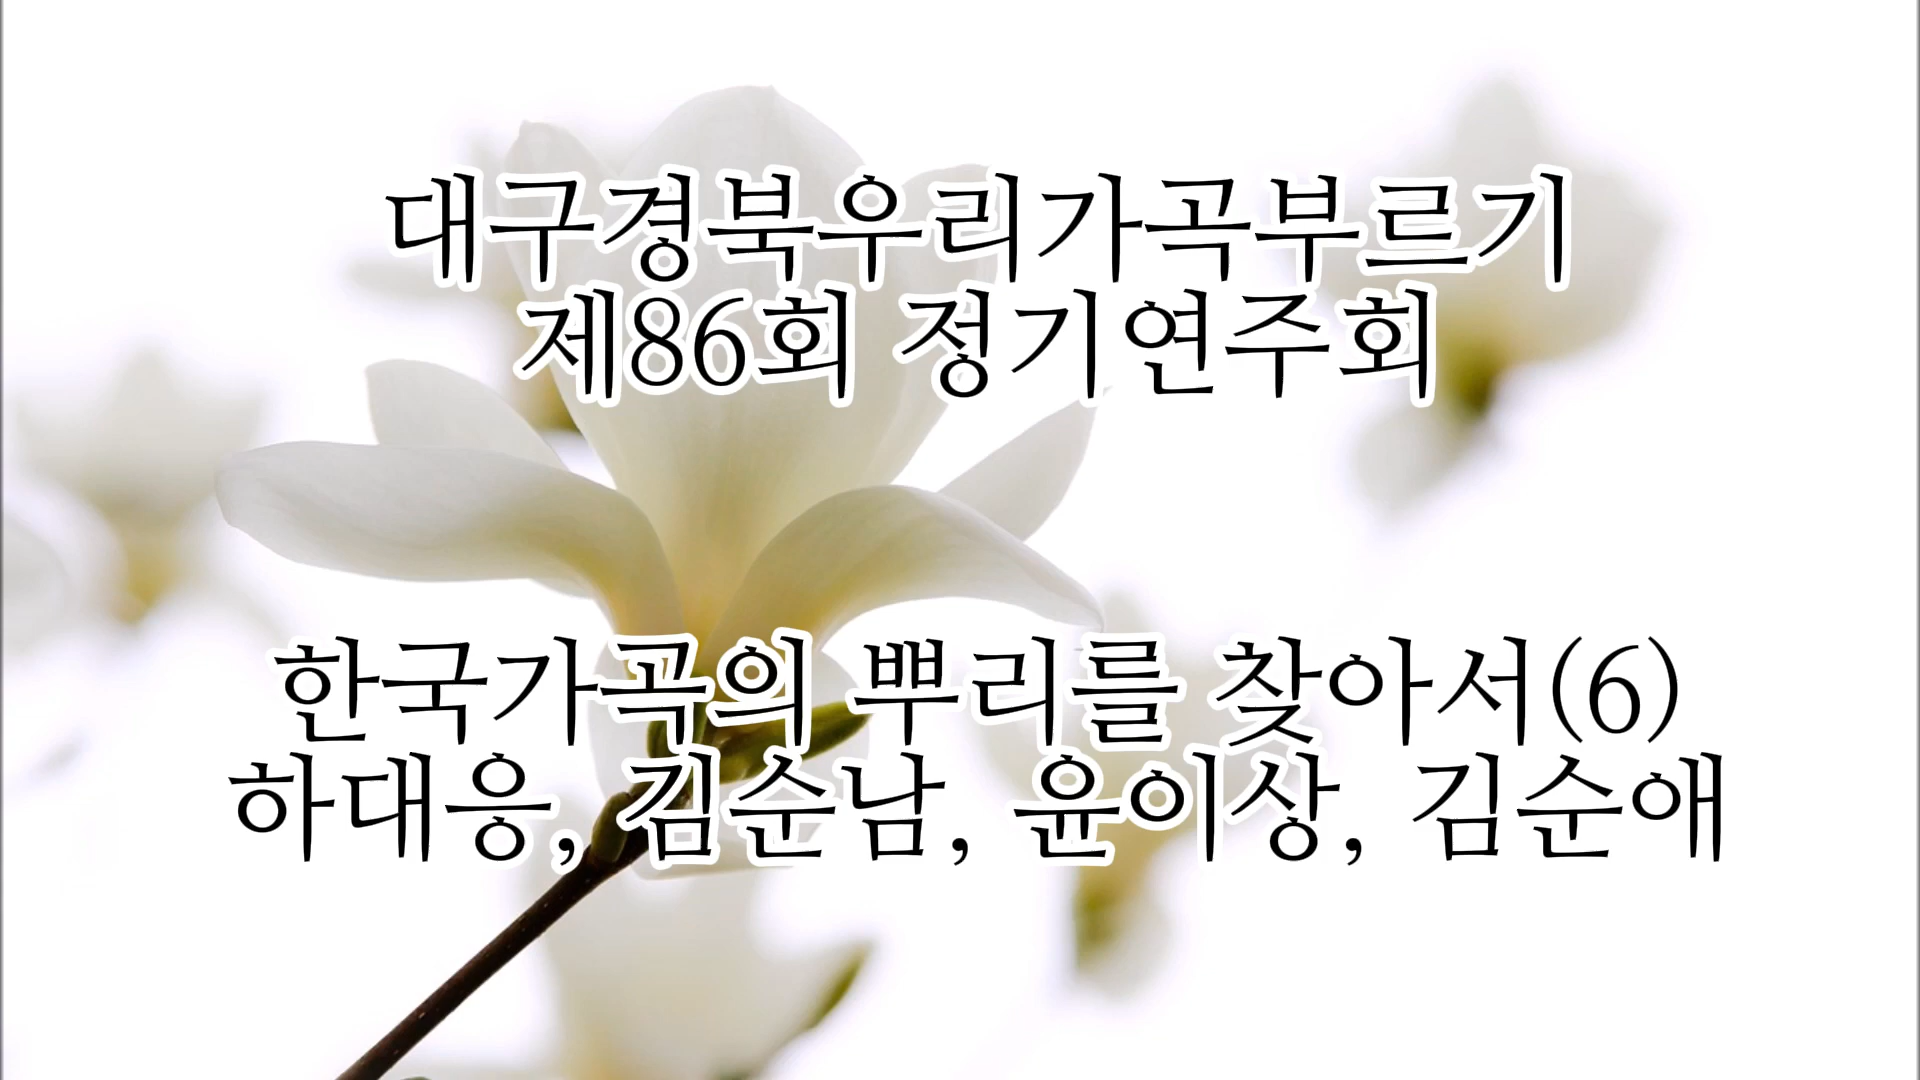 대구경북우리가곡부르기
제86회 정기연주회
한국가곡의 뿌리를 찾아서(6)
하대응, 김순남, 윤이상, 김순애